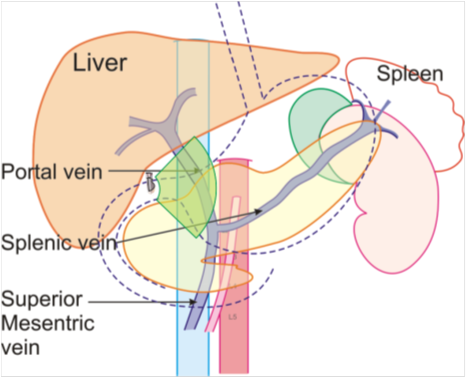 Liver
Spleen
Portal vein
Splenic vein
Superior
Mesentric
vein